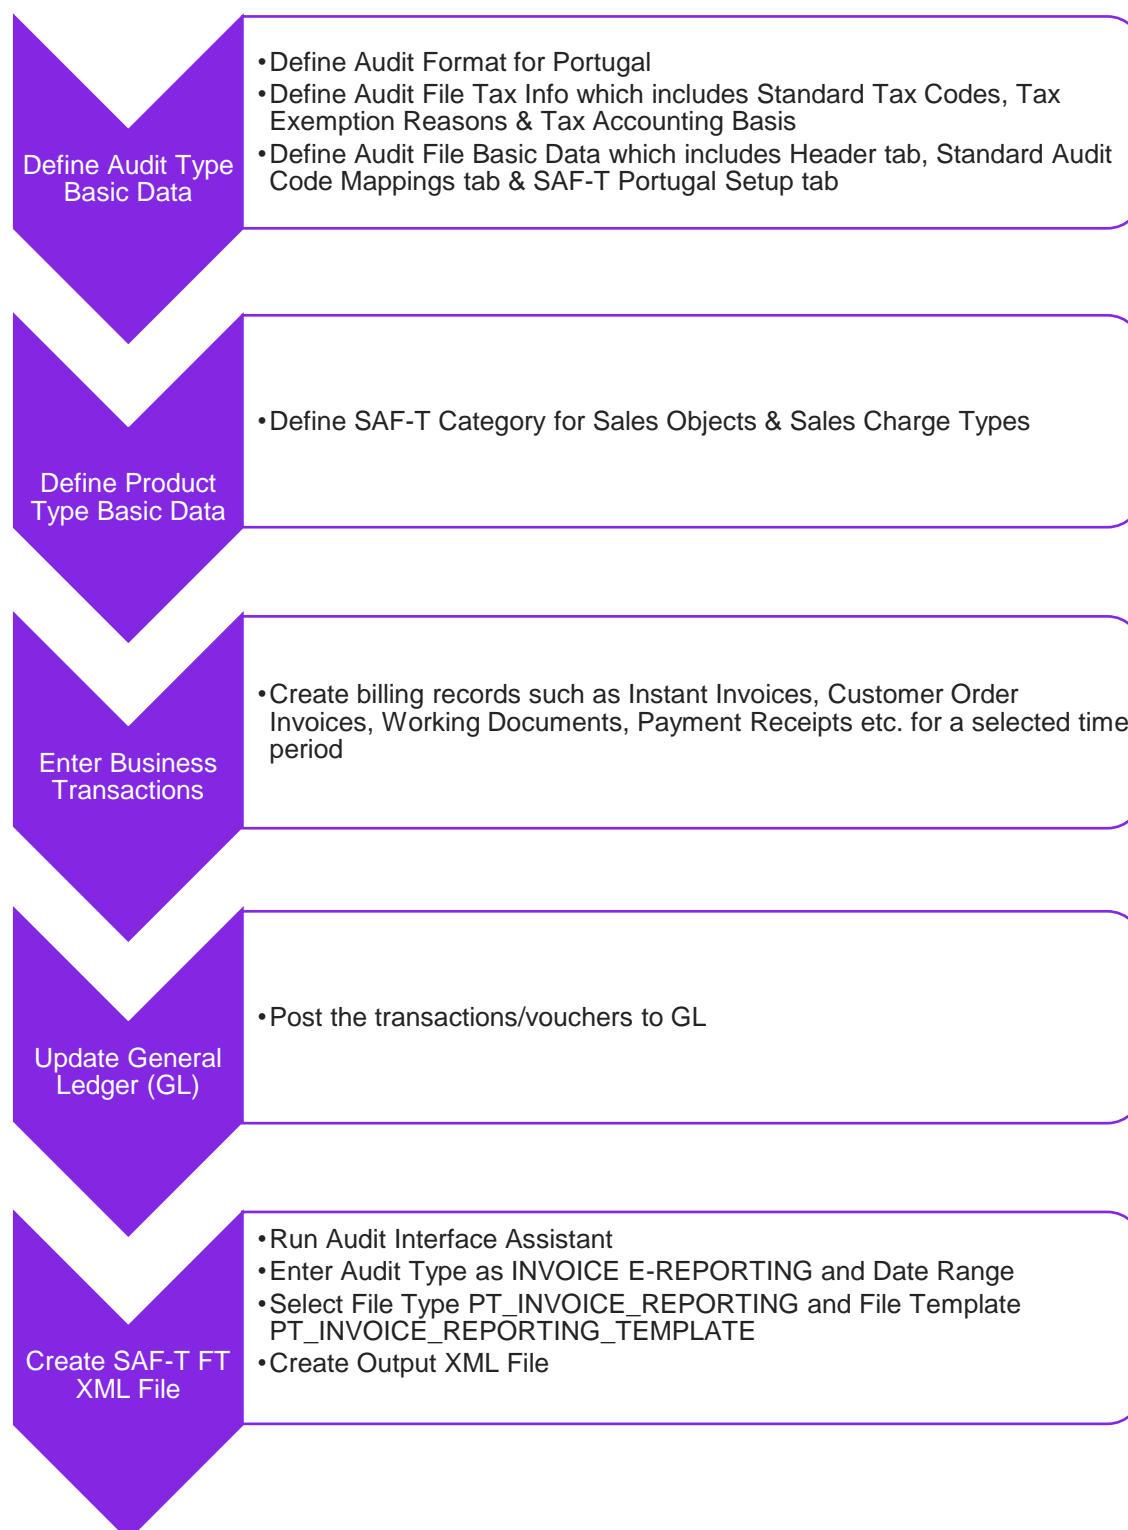 Define Audit Type
Basic Data
•Define Audit Format for Portugal
•Define Audit File Tax Info which includes Standard Tax Codes, Tax
Exemption Reasons & Tax Accounting Basis
•Define Audit File Basic Data which includes Header tab, Standard Audit
Code Mappings tab & SAF-T Portugal Setup tab
Define Product
Type Basic Data
•Define SAF-T Category for Sales Objects & Sales Charge Types
Enter Business
Transactions
•Create billing records such as Instant Invoices, Customer Order
Invoices, Working Documents, Payment Receipts etc. for a selected time
period
Update General
Ledger (GL)
•Post the transactions/vouchers to GL
Create SAF-T FT
XML File
•Run Audit Interface Assistant
•Enter Audit Type as INVOICE E-REPORTING and Date Range
•Select File Type PT_INVOICE_REPORTING and File Template
PT_INVOICE_REPORTING_TEMPLATE
•Create Output XML File